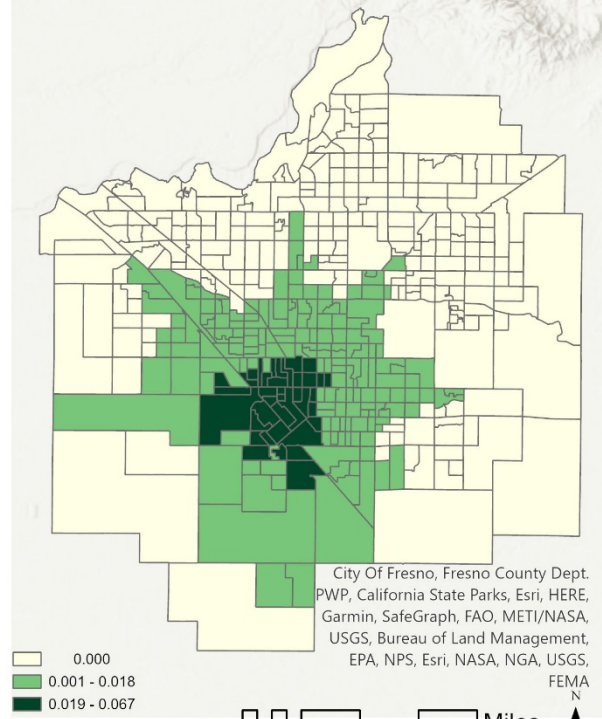 City Of Fresno, Fresno County Dept.
PWP, California State Parks, Esri, HERE,
Garmin, SafeGraph, FAO, METI/NASA,
USGS, Bureau of Land Management,
EPA, NPS, Esri, NASA, NGA, USGS,
FEMA
0.000
0.001 - 0.018
0.019 - 0.067
N
Miles